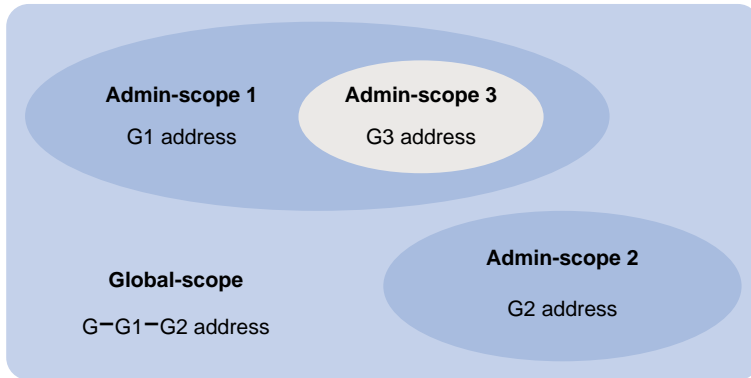 Admin-scope 1
Admin-scope 3
G1 address
G3 address
Admin-scope 2
Global-scope
G2 address
G−G1−G2 address